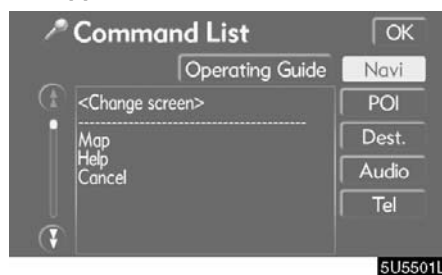 Command List
OK
Operating Guide
Navi
<Change screen>
POI
Map
Dest.
Help
Cancel
Audio
Tel
5U5501L